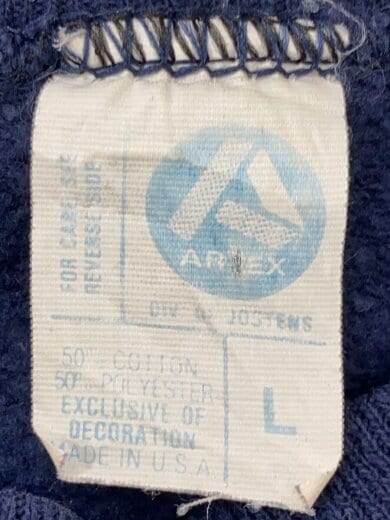 FOR CARE SEE
REVERSE SIDE
ARTEX
DIV. OF JOSTENS
50% COTTON
50% POLYESTER
EXCLUSIVE OF
DECORATION
MADE IN U.S.A
L